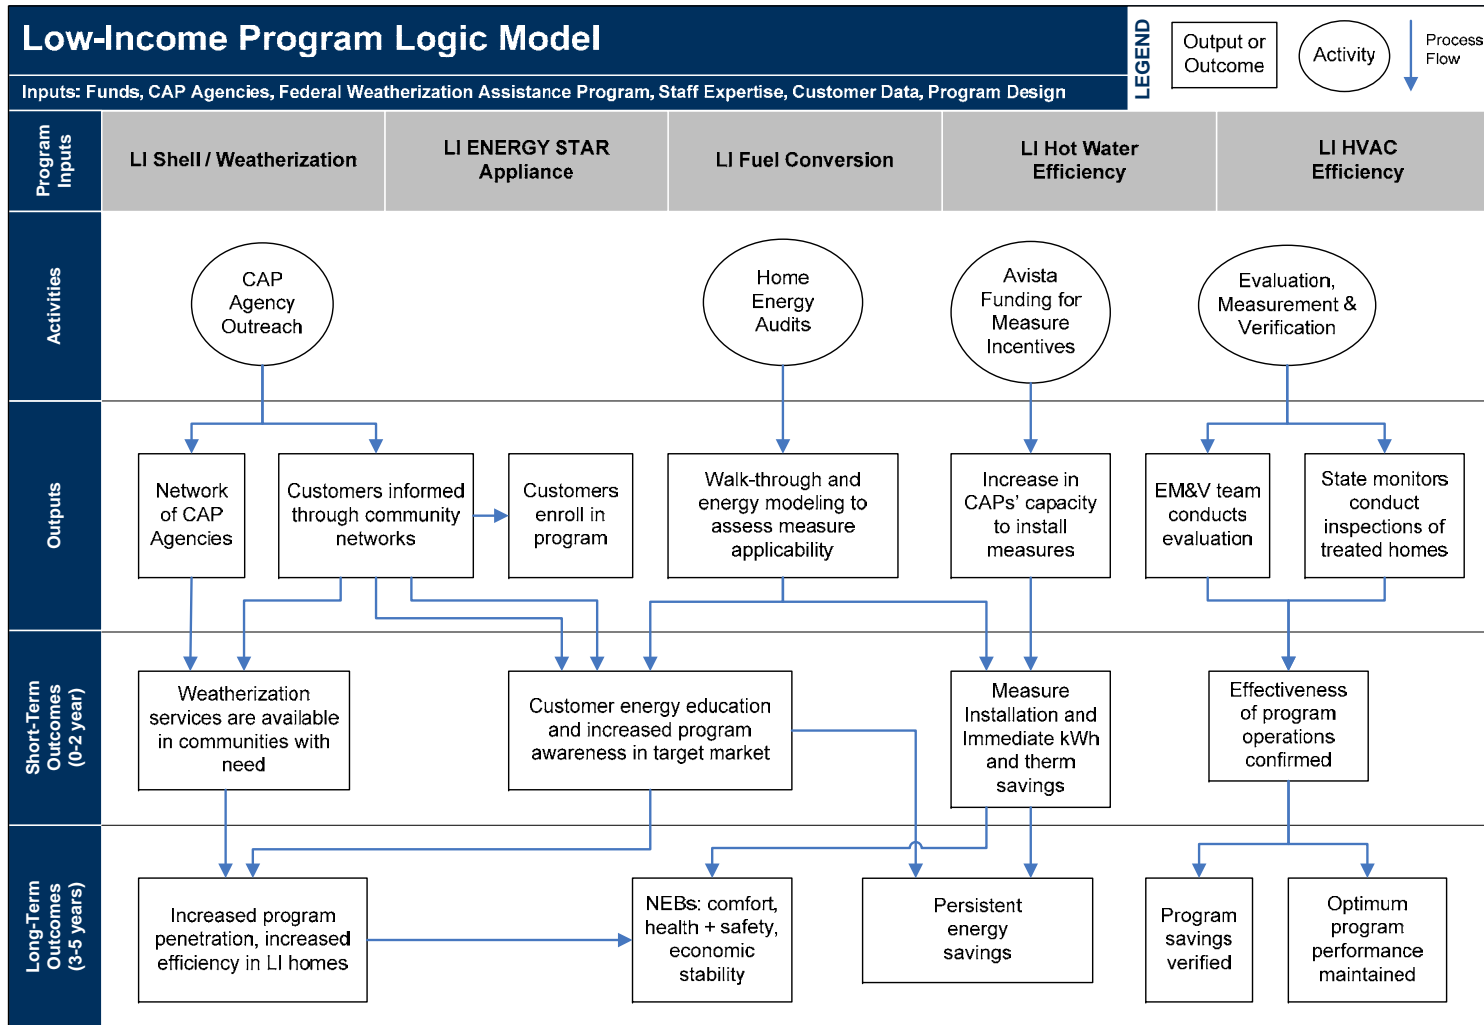 Low-Income Program Logic Model
Inputs: Funds, CAP Agencies, Federal Weatherization Assistance Program, Staff Expertise, Customer Data, Program Design
LEGEND
Output or
Outcome
Activity
Process
Flow
Program
Inputs
LI Shell / Weatherization
LI ENERGY STAR
Appliance
LI Fuel Conversion
LI Hot Water
Efficiency
LI HVAC
Efficiency
Activities
CAP
Agency
Outreach
Home
Energy
Audits
Avista
Funding for
Measure
Incentives
Evaluation,
Measurement &
Verification
Outputs
Network
of CAP
Agencies
Customers informed
through community
networks
Customers
enroll in
program
Walk-through and
energy modeling to
assess measure
applicability
Increase in
CAPs' capacity
to install
measures
EM&V team
conducts
evaluation
State monitors
conduct
inspections of
treated homes
Short-Term
Outcomes
(0-2 year)
Weatherization
services are available
in communities with
need
Customer energy education
and increased program
awareness in target market
Measure
Installation and
Immediate kWh
and therm
savings
Effectiveness
of program
operations
confirmed
Long-Term
Outcomes
(3-5 years)
Increased program
penetration, increased
efficiency in LI homes
NEBs: comfort,
health + safety,
economic
stability
Persistent
energy
savings
Program
savings
verified
Optimum
program
performance
maintained